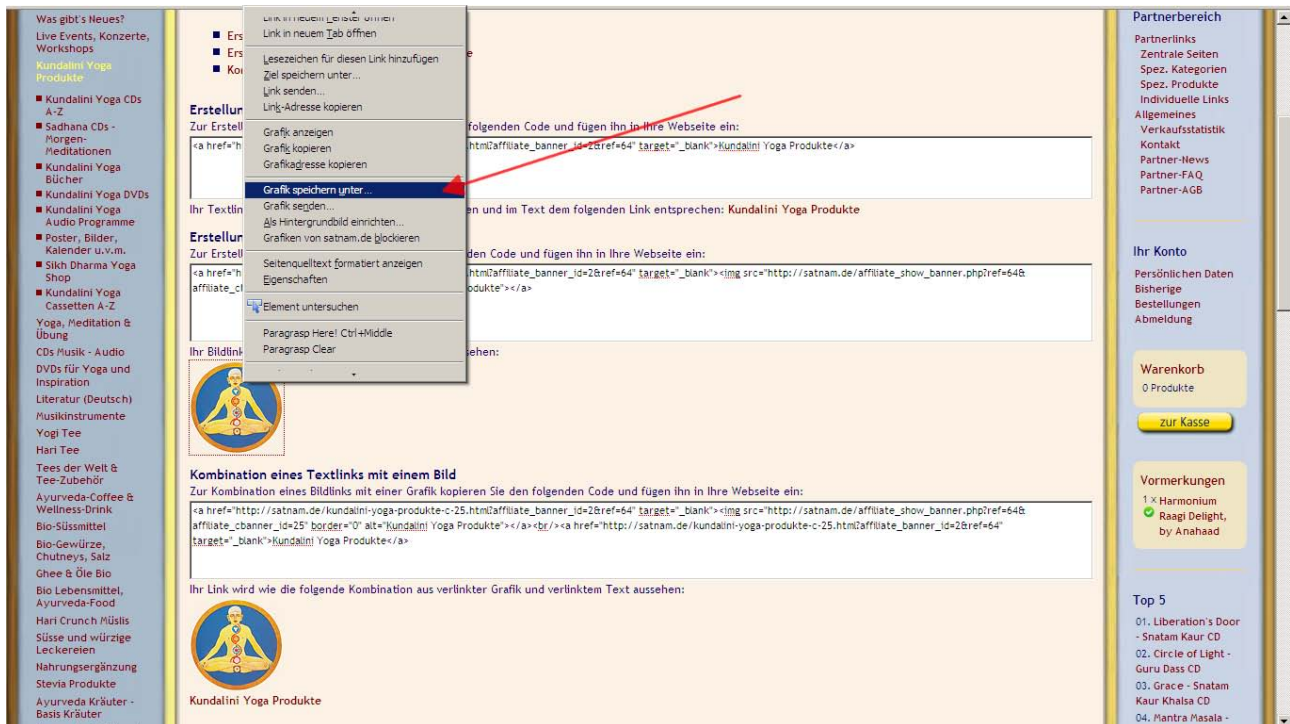 Was gibt's Neues?
Live Events, Konzerte,
Workshops
Kundalini Yoga
Produkte
Kundalini Yoga CDs
A-Z
Sadhana CDs -
Morgen-
Meditationen
Kundalini Yoga
Bücher
Kundalini Yoga DVDs
Kundalini Yoga
Audio Programme
Poster, Bilder,
Kalender u.v.m.
Sikh Dharma Yoga
Shop
Kundalini Yoga
Cassetten A-Z
Yoga, Meditation &
Übung
CDs Musik - Audio
DVDs für Yoga und
Inspiration
Literatur (Deutsch)
Musikinstrumente
Yogi Tee
Hari Tee
Tees der Welt &
Tee-Zubehör
Ayurveda-Coffee &
Wellness-Drink
Bio-Süssmittel
Bio-Gewürze,
Chutneys, Salz
Ghee & Öle Bio
Bio Lebensmittel,
Ayurveda-Food
Hari Crunch Müslis
Süsse und würzige
Leckereien
Nahrungsergänzung
Stevia Produkte
Ayurveda Kräuter -
Basis Kräuter
Link in neuem Fenster öffnen
Link in neuem Tab öffnen
Lesezeichen für diesen Link hinzufügen
Ziel speichern unter...
Link senden...
Link-Adresse kopieren
Grafik anzeigen
Grafik kopieren
Grafikadresse kopieren
Grafik speichern unter...
Grafik senden...
Als Hintergrundbild einrichten...
Grafiken von satnam.de blockieren
Seitenquelltext formatiert anzeigen
Eigenschaften
Element untersuchen
Paragrasp Here! Ctrl+Middle
Paragrasp Clear
Ers
Ers e
Ko
Erstellur
Zur Erstell folgenden Code und fügen ihn in Ihre Webseite ein:
<a href="h .html?affiliate_banner_id=2&ref=64" target="_blank">Kundalini Yoga Produkte</a>
Ihr Textlin en und im Text dem folgenden Link entsprechen: Kundalini Yoga Produkte
Erstellur
Zur Erstell den Code und fügen ihn in Ihre Webseite ein:
<a href="h .html?affiliate_banner_id=2&ref=64" target="_blank"><img src="http://satnam.de/affiliate_show_banner.php?ref=64&
affiliate_c odukte"></a>
Ihr Bildlink sehen:
Kombination eines Textlinks mit einem Bild
Zur Kombination eines Bildlinks mit einer Grafik kopieren Sie den folgenden Code und fügen ihn in Ihre Webseite ein:
<a href="http://satnam.de/kundalini-yoga-produkte-c-25.html?affiliate_banner_id=2&ref=64" target="_blank"><img src="http://satnam.de/affiliate_show_banner.php?ref=64&
affiliate_cbanner_id=25" border="0" alt="Kundalini Yoga Produkte"></a><br/><a href="http://satnam.de/kundalini-yoga-produkte-c-25.html?affiliate_banner_id=2&ref=64"
target="_blank">Kundalini Yoga Produkte</a>
Ihr Link wird wie die folgende Kombination aus verlinkter Grafik und verlinktem Text aussehen:
Kundalini Yoga Produkte
Partnerbereich
Partnerlinks
Zentrale Seiten
Spez. Kategorien
Spez. Produkte
Individuelle Links
Allgemeines
Verkaufsstatistik
Kontakt
Partner-News
Partner-FAQ
Partner-AGB
Ihr Konto
Persönlichen Daten
Bisherige
Bestellungen
Abmeldung
Warenkorb
0 Produkte
zur Kasse
Vormerkungen
1 x Harmonium
Raagi Delight,
by Anahaad
Top 5
01. Liberation's Door
- Snatam Kaur CD
02. Circle of Light -
Guru Dass CD
03. Grace - Snatam
Kaur Khalsa CD
04. Mantra Masala -